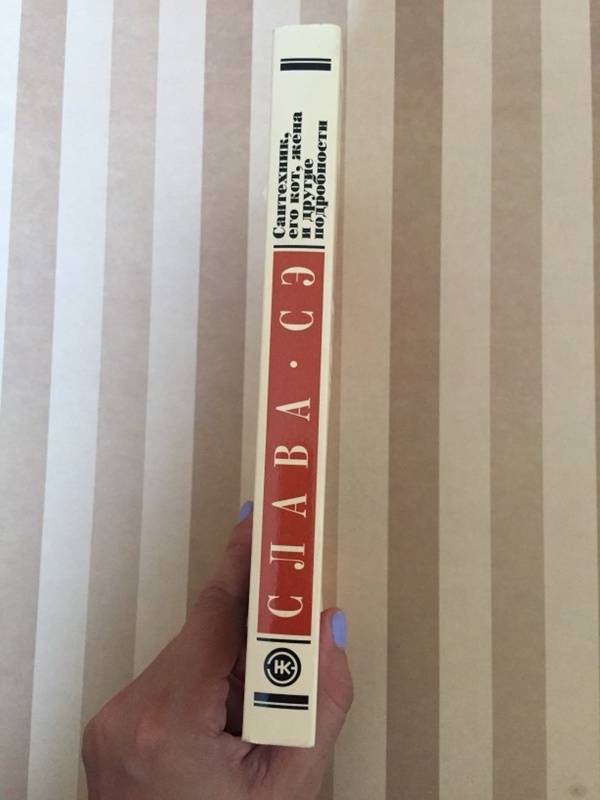 СЛАВА · СЭ
Сантехник,
его кот, жена
и другие
подробности